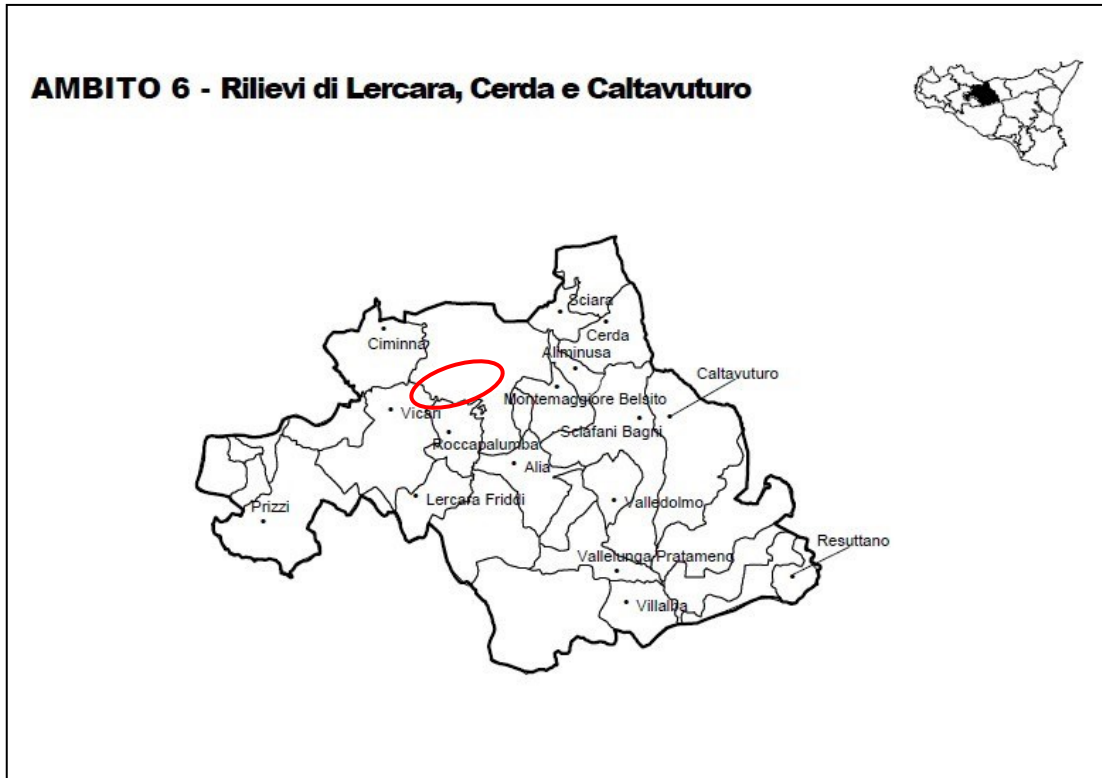 AMBITO 6 - Rilievi di Lercara, Cerda e Caltavuturo
Sciara
Cerda
Ciminna
Aliminusa
Caltavuturo
Montemaggiore Belsito
Vicari
Sclafani Bagni
Roccapalumba
Alia
Lercara Friddi
Valledolmo
Prizzi
Resuttano
Vallelunga Pratameno
Villalba